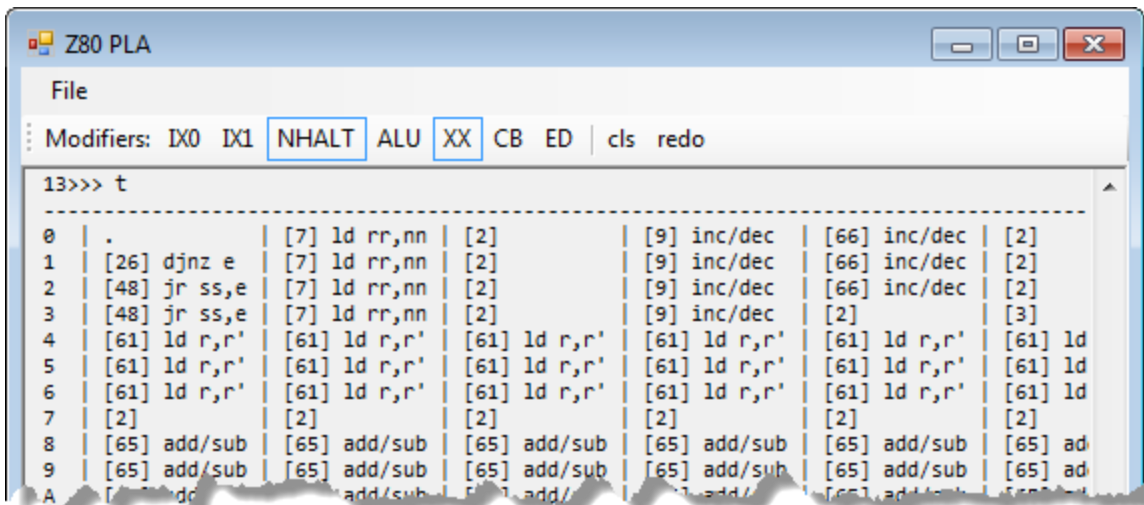 Z80 PLA
File
Modifiers: IX0 IX1 NHALT ALU XX CB ED | cls redo
13>>> t
---------------------------------------------------------------------------------------
0 | . | [7] ld rr,nn | [2] | [9] inc/dec | [66] inc/dec | [2]
1 | [26] djnz e | [7] ld rr,nn | [2] | [9] inc/dec | [66] inc/dec | [2]
2 | [48] jr ss,e | [7] ld rr,nn | [2] | [9] inc/dec | [66] inc/dec | [2]
3 | [48] jr ss,e | [7] ld rr,nn | [2] | [9] inc/dec | [2] | [3]
4 | [61] ld r,r' | [61] ld r,r' | [61] ld r,r' | [61] ld r,r' | [61] ld r,r' | [61] ld
5 | [61] ld r,r' | [61] ld r,r' | [61] ld r,r' | [61] ld r,r' | [61] ld r,r' | [61] ld
6 | [61] ld r,r' | [61] ld r,r' | [61] ld r,r' | [61] ld r,r' | [61] ld r,r' | [61] ld
7 | [2] | [2] | [2] | [2] | [2] | [2]
8 | [65] add/sub | [65] add/sub | [65] add/sub | [65] add/sub | [65] add/sub | [65] ad
9 | [65] add/sub | [65] add/sub | [65] add/sub | [65] add/sub | [65] add/sub | [65] ad
A | add/sub